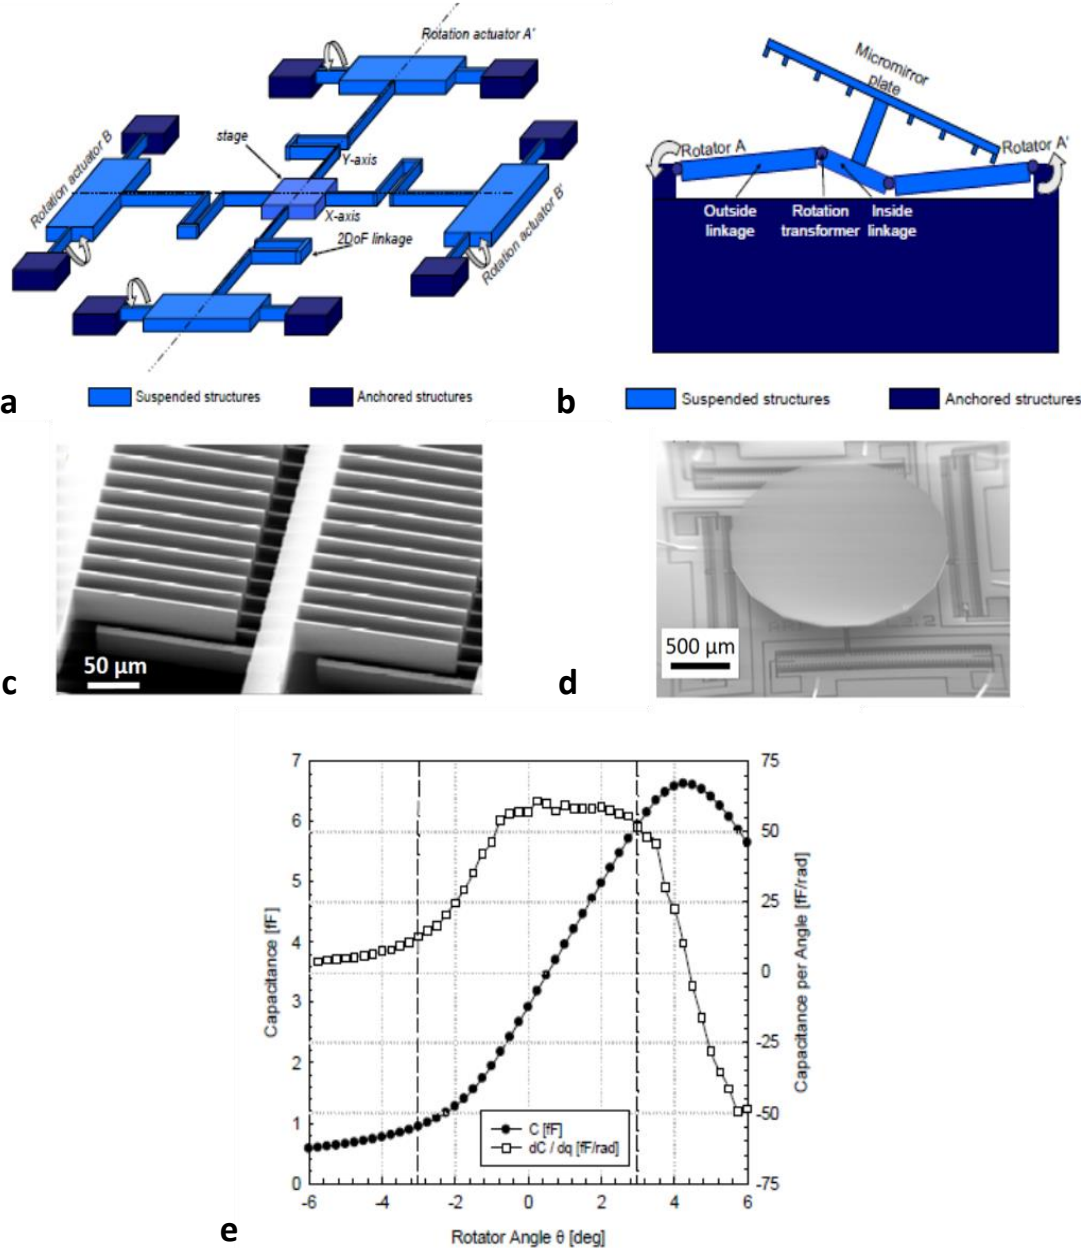 Rotation actuator A'
stage
Rotation actuator B
Y-axis
X-axis
2DoF linkage
Rotation actuator B'
Suspended structures
Anchored structures
a
Micromirror
plate
Rotator A
Rotator A'
Outside
linkage
Rotation
transformer
Inside
linkage
Suspended structures
Anchored structures
b
50 µm
c
500 µm
d
7
6
5
4
3
2
1
0
Capacitance [fF]
75
50
25
0
-25
-50
-75
Capacitance per Angle [fF/rad]
C [fF]
dC / dq [fF/rad]
-6
-4
-2
0
2
4
6
Rotator Angle θ [deg]
e